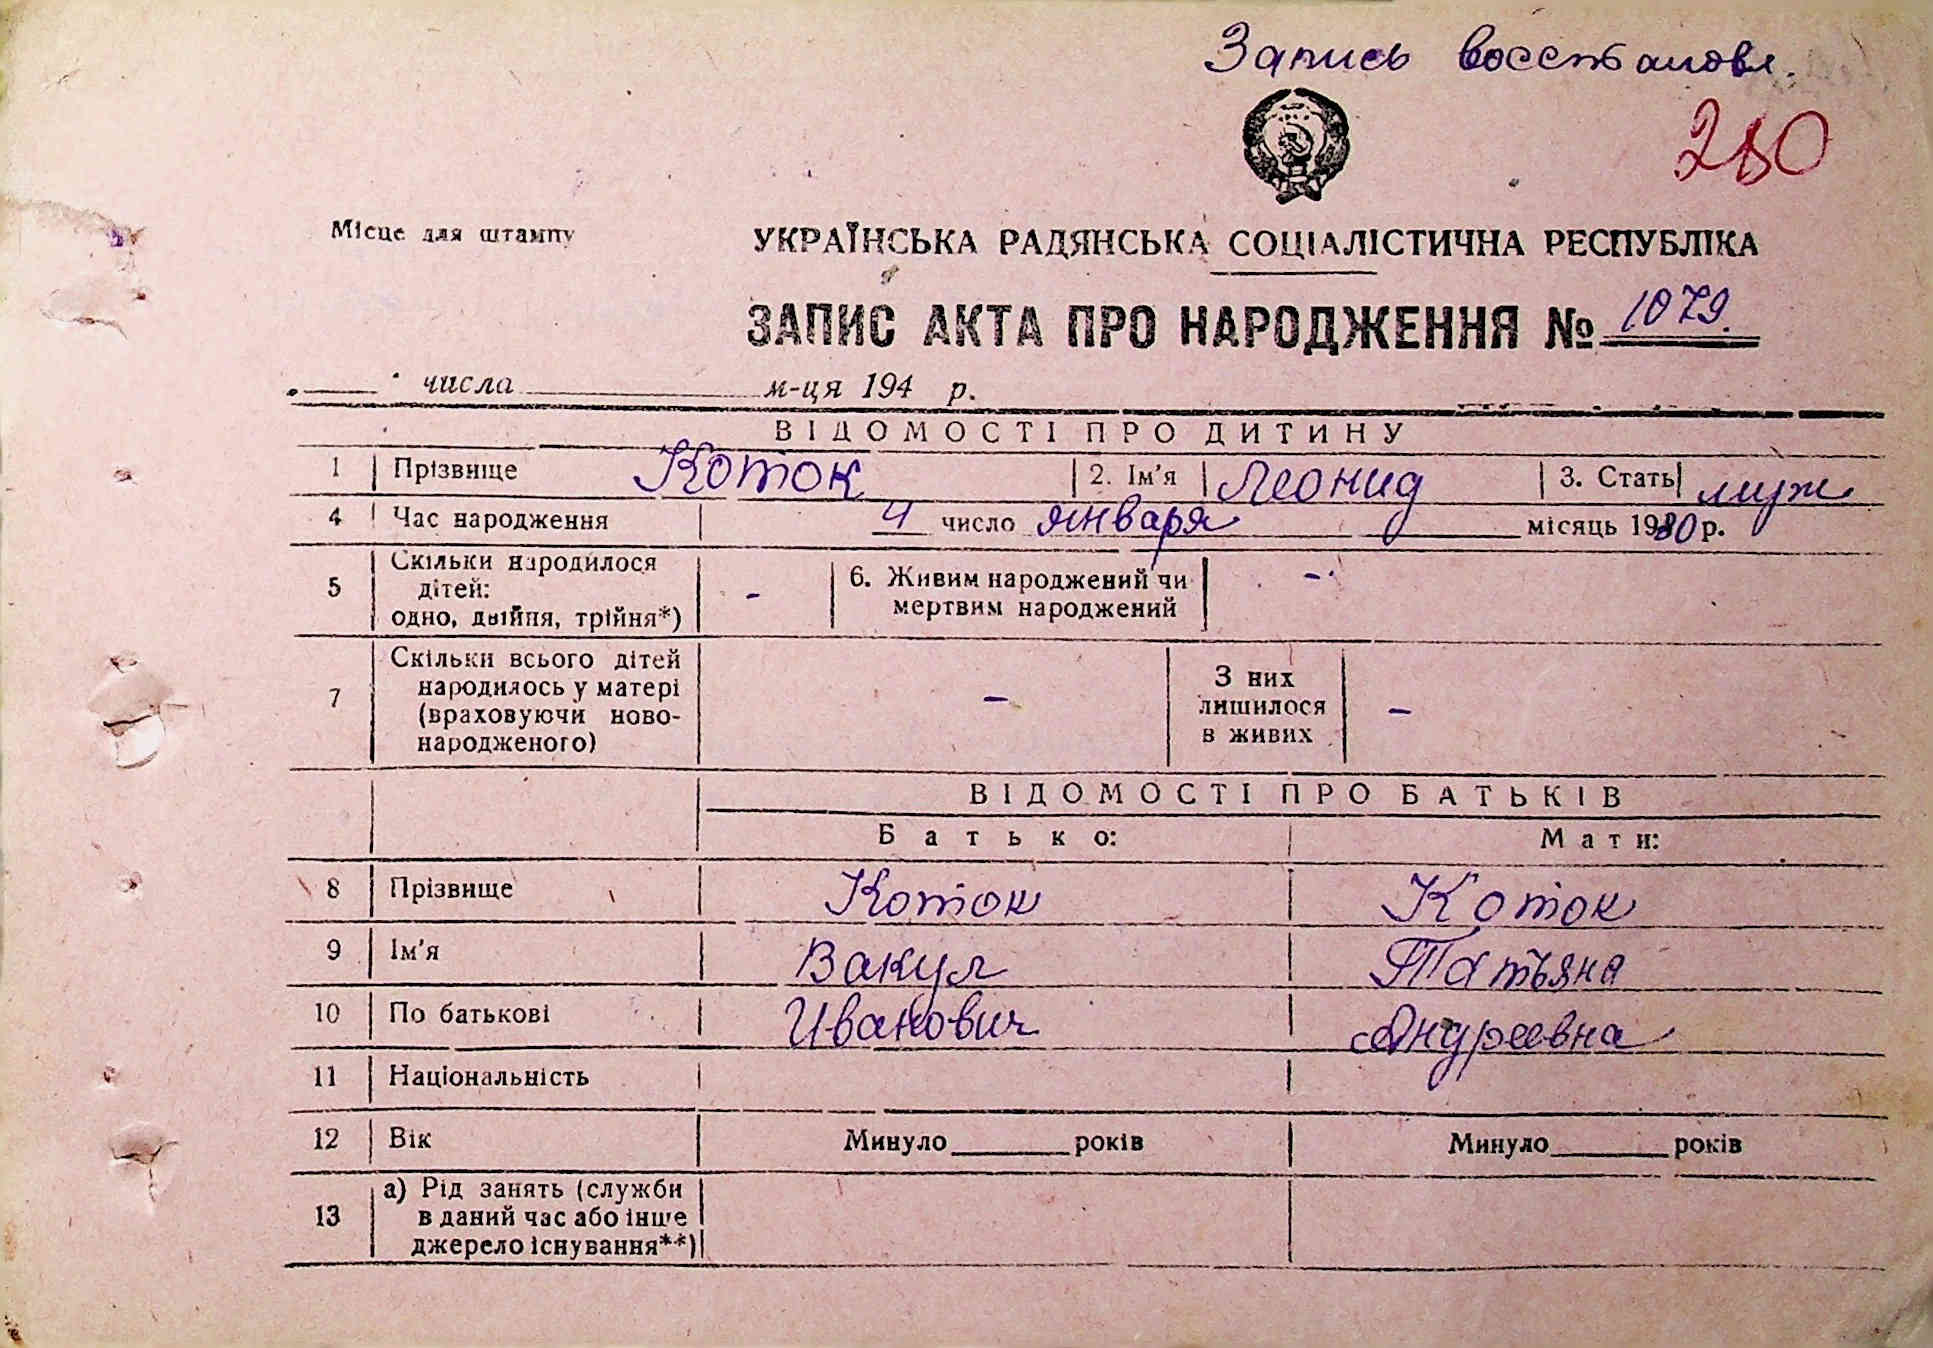 Запись восстановл.
280
Місце для штампу
УКРАЇНСЬКА РАДЯНСЬКА СОЦІАЛІСТИЧНА РЕСПУБЛІКА
ЗАПИС АКТА ПРО НАРОДЖЕННЯ № 1079.
„ “ числа м-ця 194 р.
ВІДОМОСТІ ПРО ДИТИНУ
1 Прізвище Коток 2. Ім'я Леонид 3. Стать муж
4 Час народження 4 число января місяць 1930 р.
5 Скільки народилося дітей: одно, двійня, трійня*) - 6. Живим народжений чи мертвим народжений -
7 Скільки всього дітей народилось у матері (враховуючи новонародженого) - З них лишилося в живих -
ВІДОМОСТІ ПРО БАТЬКІВ
Батько: Мати:
8 Прізвище Коток Коток
9 Ім'я Вакул Татьяна
10 По батькові Иванович Андреевна
11 Національність
12 Вік Минуло років Минуло років
13 а) Рід занять (служби в даний час або інше джерело існування**)